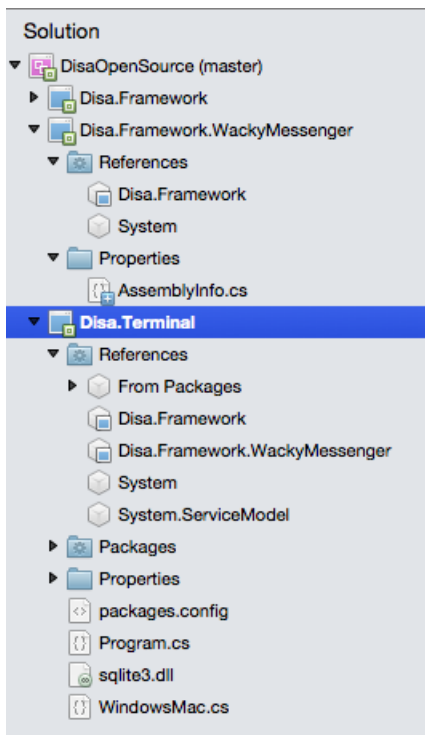 Solution
DisaOpenSource (master)
Disa.Framework
Disa.Framework.WackyMessenger
References
Disa.Framework
System
Properties
AssemblyInfo.cs
Disa.Terminal
References
From Packages
Disa.Framework
Disa.Framework.WackyMessenger
System
System.ServiceModel
Packages
Properties
packages.config
Program.cs
sqlite3.dll
WindowsMac.cs